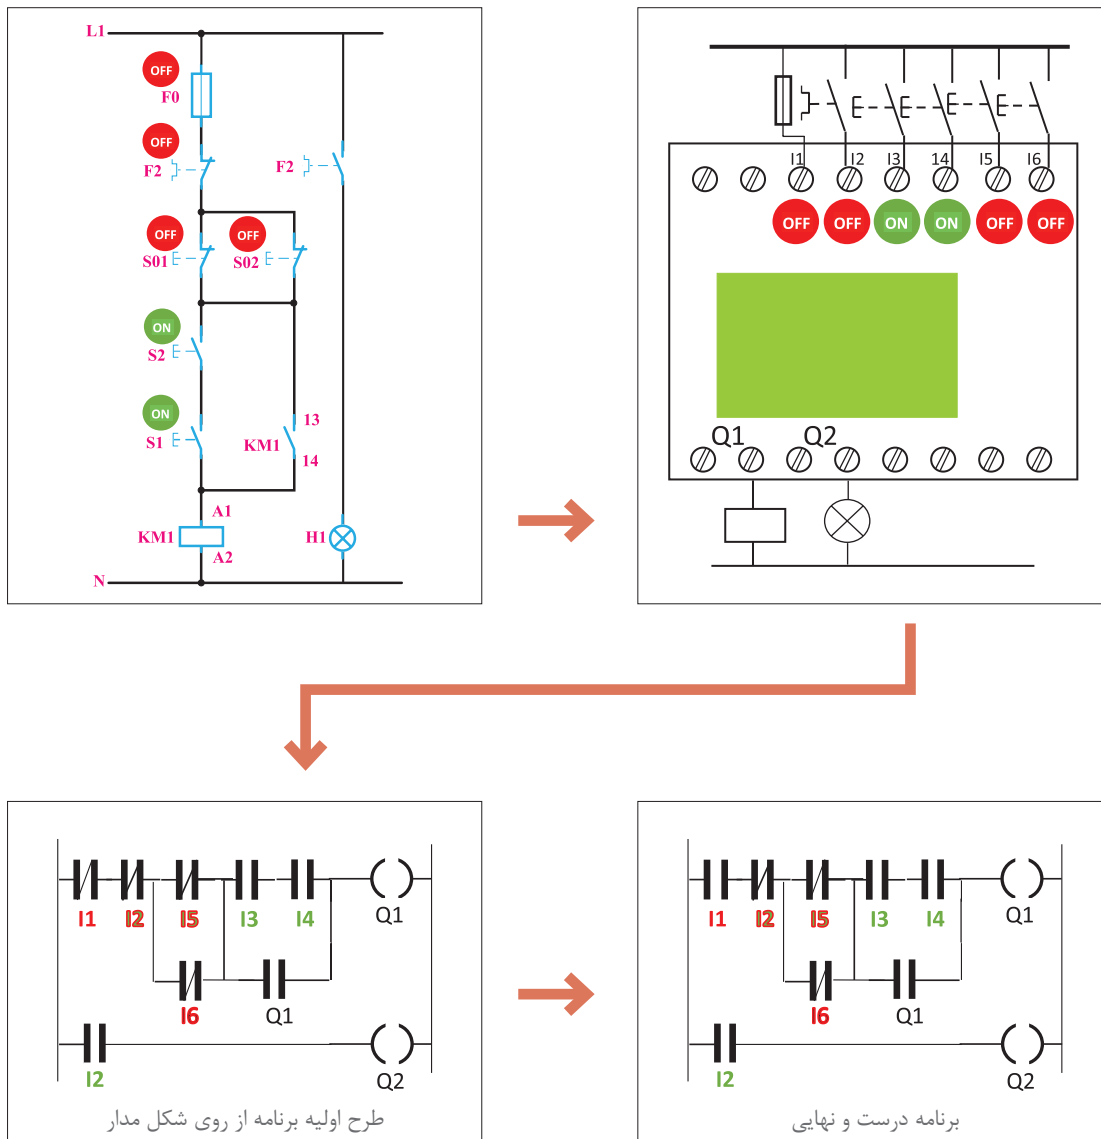 L1
OFF
F0
OFF
F2
F2
OFF
OFF
S01
S02
ON
S2
ON
S1
13
KM1
14
A1
KM1
A2
H1
N
I1 I2 I3 14 I5 I6
OFF OFF ON ON OFF OFF
Q1 Q2
I1 I2 I5 I3 I4 Q1
I6 Q1
I2 Q2
طرح اولیه برنامه از روی شکل مدار
I1 I2 I5 I3 I4 Q1
I6 Q1
I2 Q2
برنامه درست و نهایی